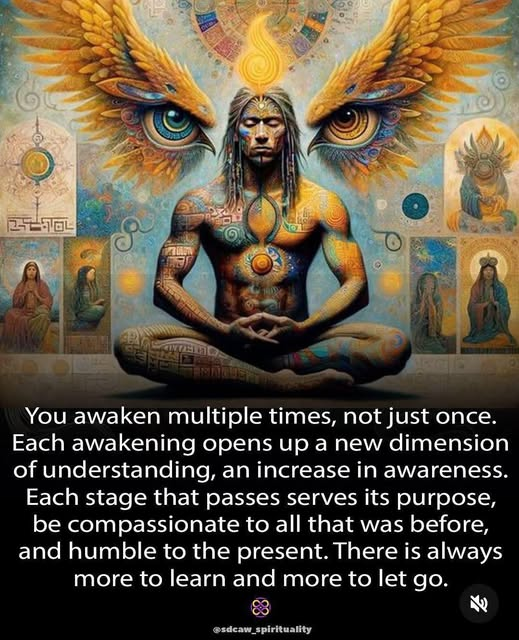 You awaken multiple times, not just once.
Each awakening opens up a new dimension
of understanding, an increase in awareness.
Each stage that passes serves its purpose,
be compassionate to all that was before,
and humble to the present. There is always
more to learn and more to let go.
@sdcaw_spirituality